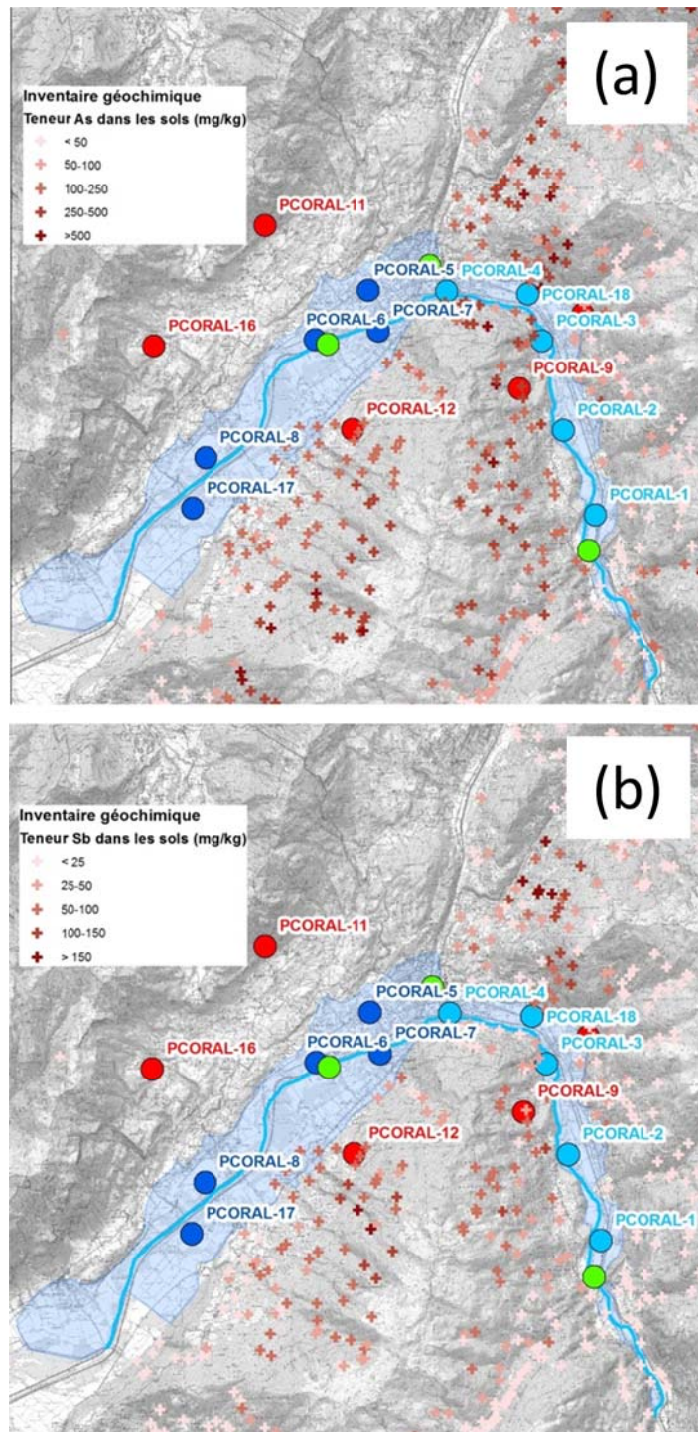 (a)
Inventaire géochimique
Teneur As dans les sols (mg/kg)
< 50
50-100
100-250
250-500
>500
PCORAL-11
PCORAL-5
PCORAL-4
PCORAL-18
PCORAL-16
PCORAL-6
PCORAL-7
PCORAL-3
PCORAL-9
PCORAL-12
PCORAL-2
PCORAL-8
PCORAL-17
PCORAL-1
(b)
Inventaire géochimique
Teneur Sb dans les sols (mg/kg)
< 25
25-50
50-100
100-150
> 150
PCORAL-11
PCORAL-5
PCORAL-4
PCORAL-18
PCORAL-16
PCORAL-6
PCORAL-7
PCORAL-3
PCORAL-9
PCORAL-12
PCORAL-2
PCORAL-8
PCORAL-17
PCORAL-1